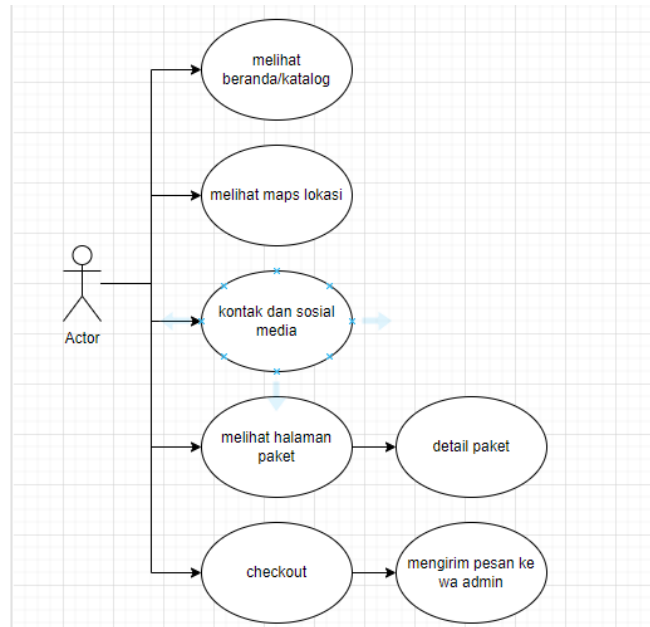 melihat
beranda/katalog
melihat maps lokasi
Actor
kontak dan sosial
media
melihat halaman
paket
detail paket
checkout
mengirim pesan ke
wa admin